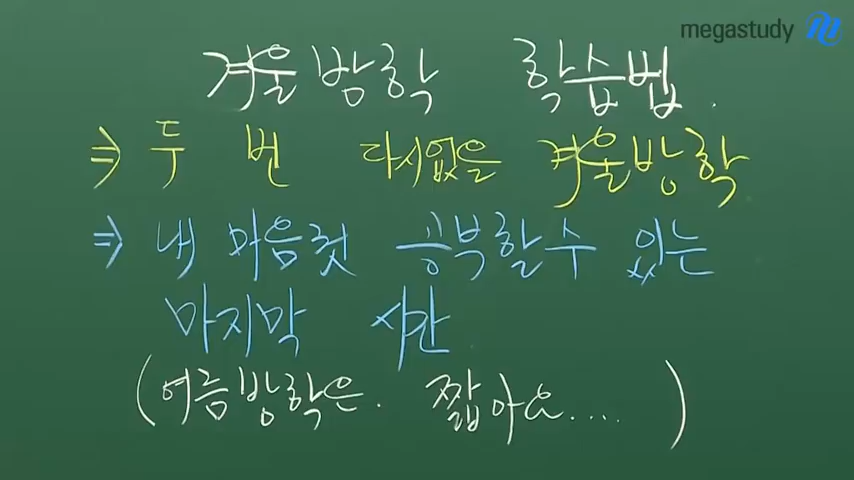 megastudy
겨울방학 학습법.
⇒ 두 번 다시없을 겨울방학
⇒ 내 마음껏 공부할수 있는
마지막 시간
(여름방학은. 짧아요....)